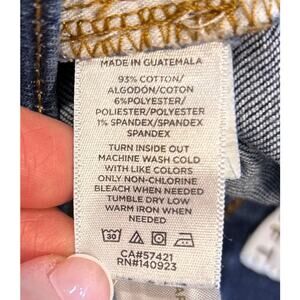 MADE IN GUATEMALA
93% COTTON/
ALGODÓN/COTON
6%POLYESTER/
POLIESTER/POLYESTER
1% SPANDEX/SPANDEX
SPANDEX
TURN INSIDE OUT
MACHINE WASH COLD
WITH LIKE COLORS
ONLY NON-CHLORINE
BLEACH WHEN NEEDED
TUMBLE DRY LOW
WARM IRON WHEN
NEEDED
30
CA#57421
RN#140923